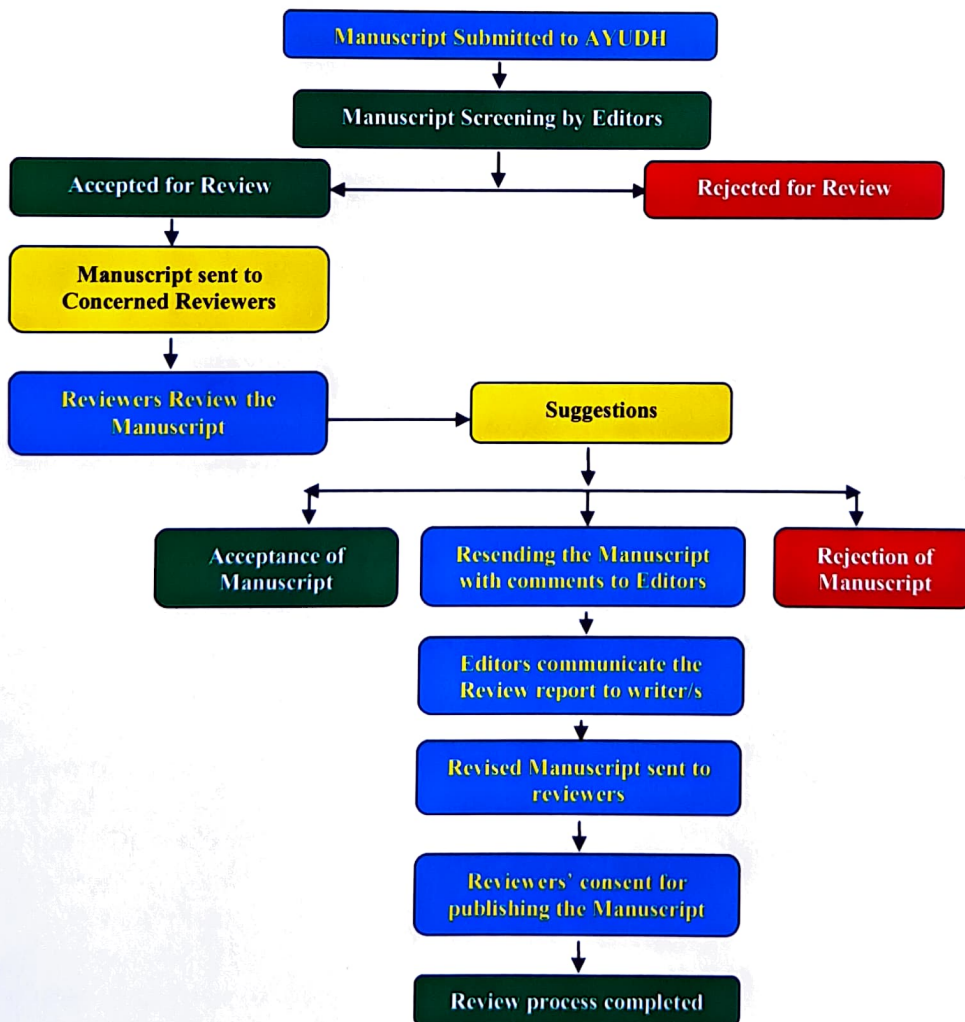 Manuscript Submitted to AYUDH
Manuscript Screening by Editors
Accepted for Review
Rejected for Review
Manuscript sent to
Concerned Reviewers
Reviewers Review the
Manuscript
Suggestions
Acceptance of
Manuscript
Resending the Manuscript
with comments to Editors
Rejection of
Manuscript
Editors communicate the
Review report to writer/s
Revised Manuscript sent to
reviewers
Reviewers' consent for
publishing the Manuscript
Review process completed